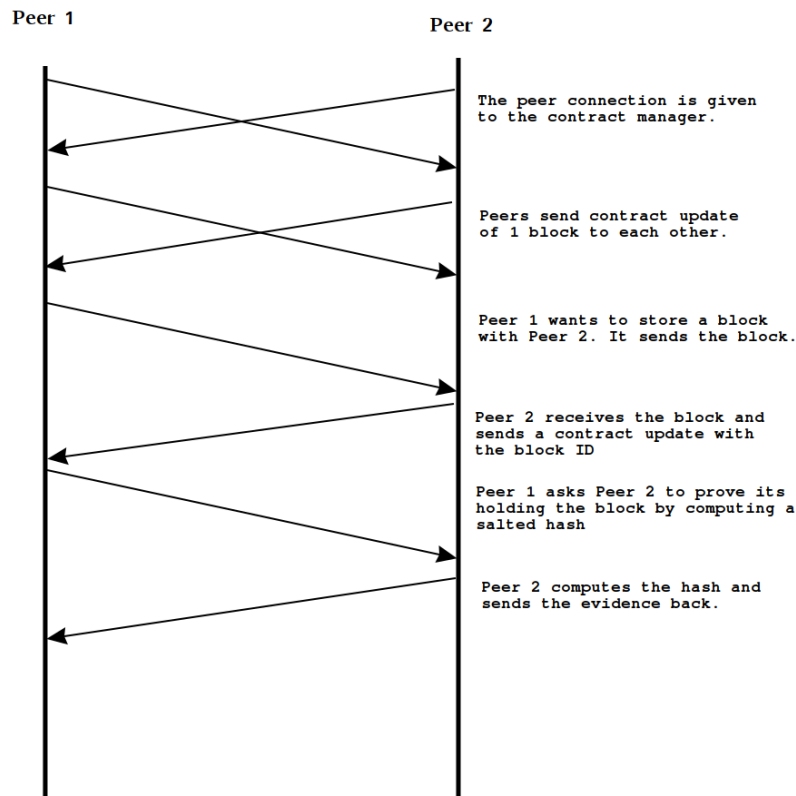 Peer 1
Peer 2
The peer connection is given
to the contract manager.
Peers send contract update
of 1 block to each other.
Peer 1 wants to store a block
with Peer 2. It sends the block.
Peer 2 receives the block and
sends a contract update with
the block ID
Peer 1 asks Peer 2 to prove its
holding the block by computing a
salted hash
Peer 2 computes the hash and
sends the evidence back.